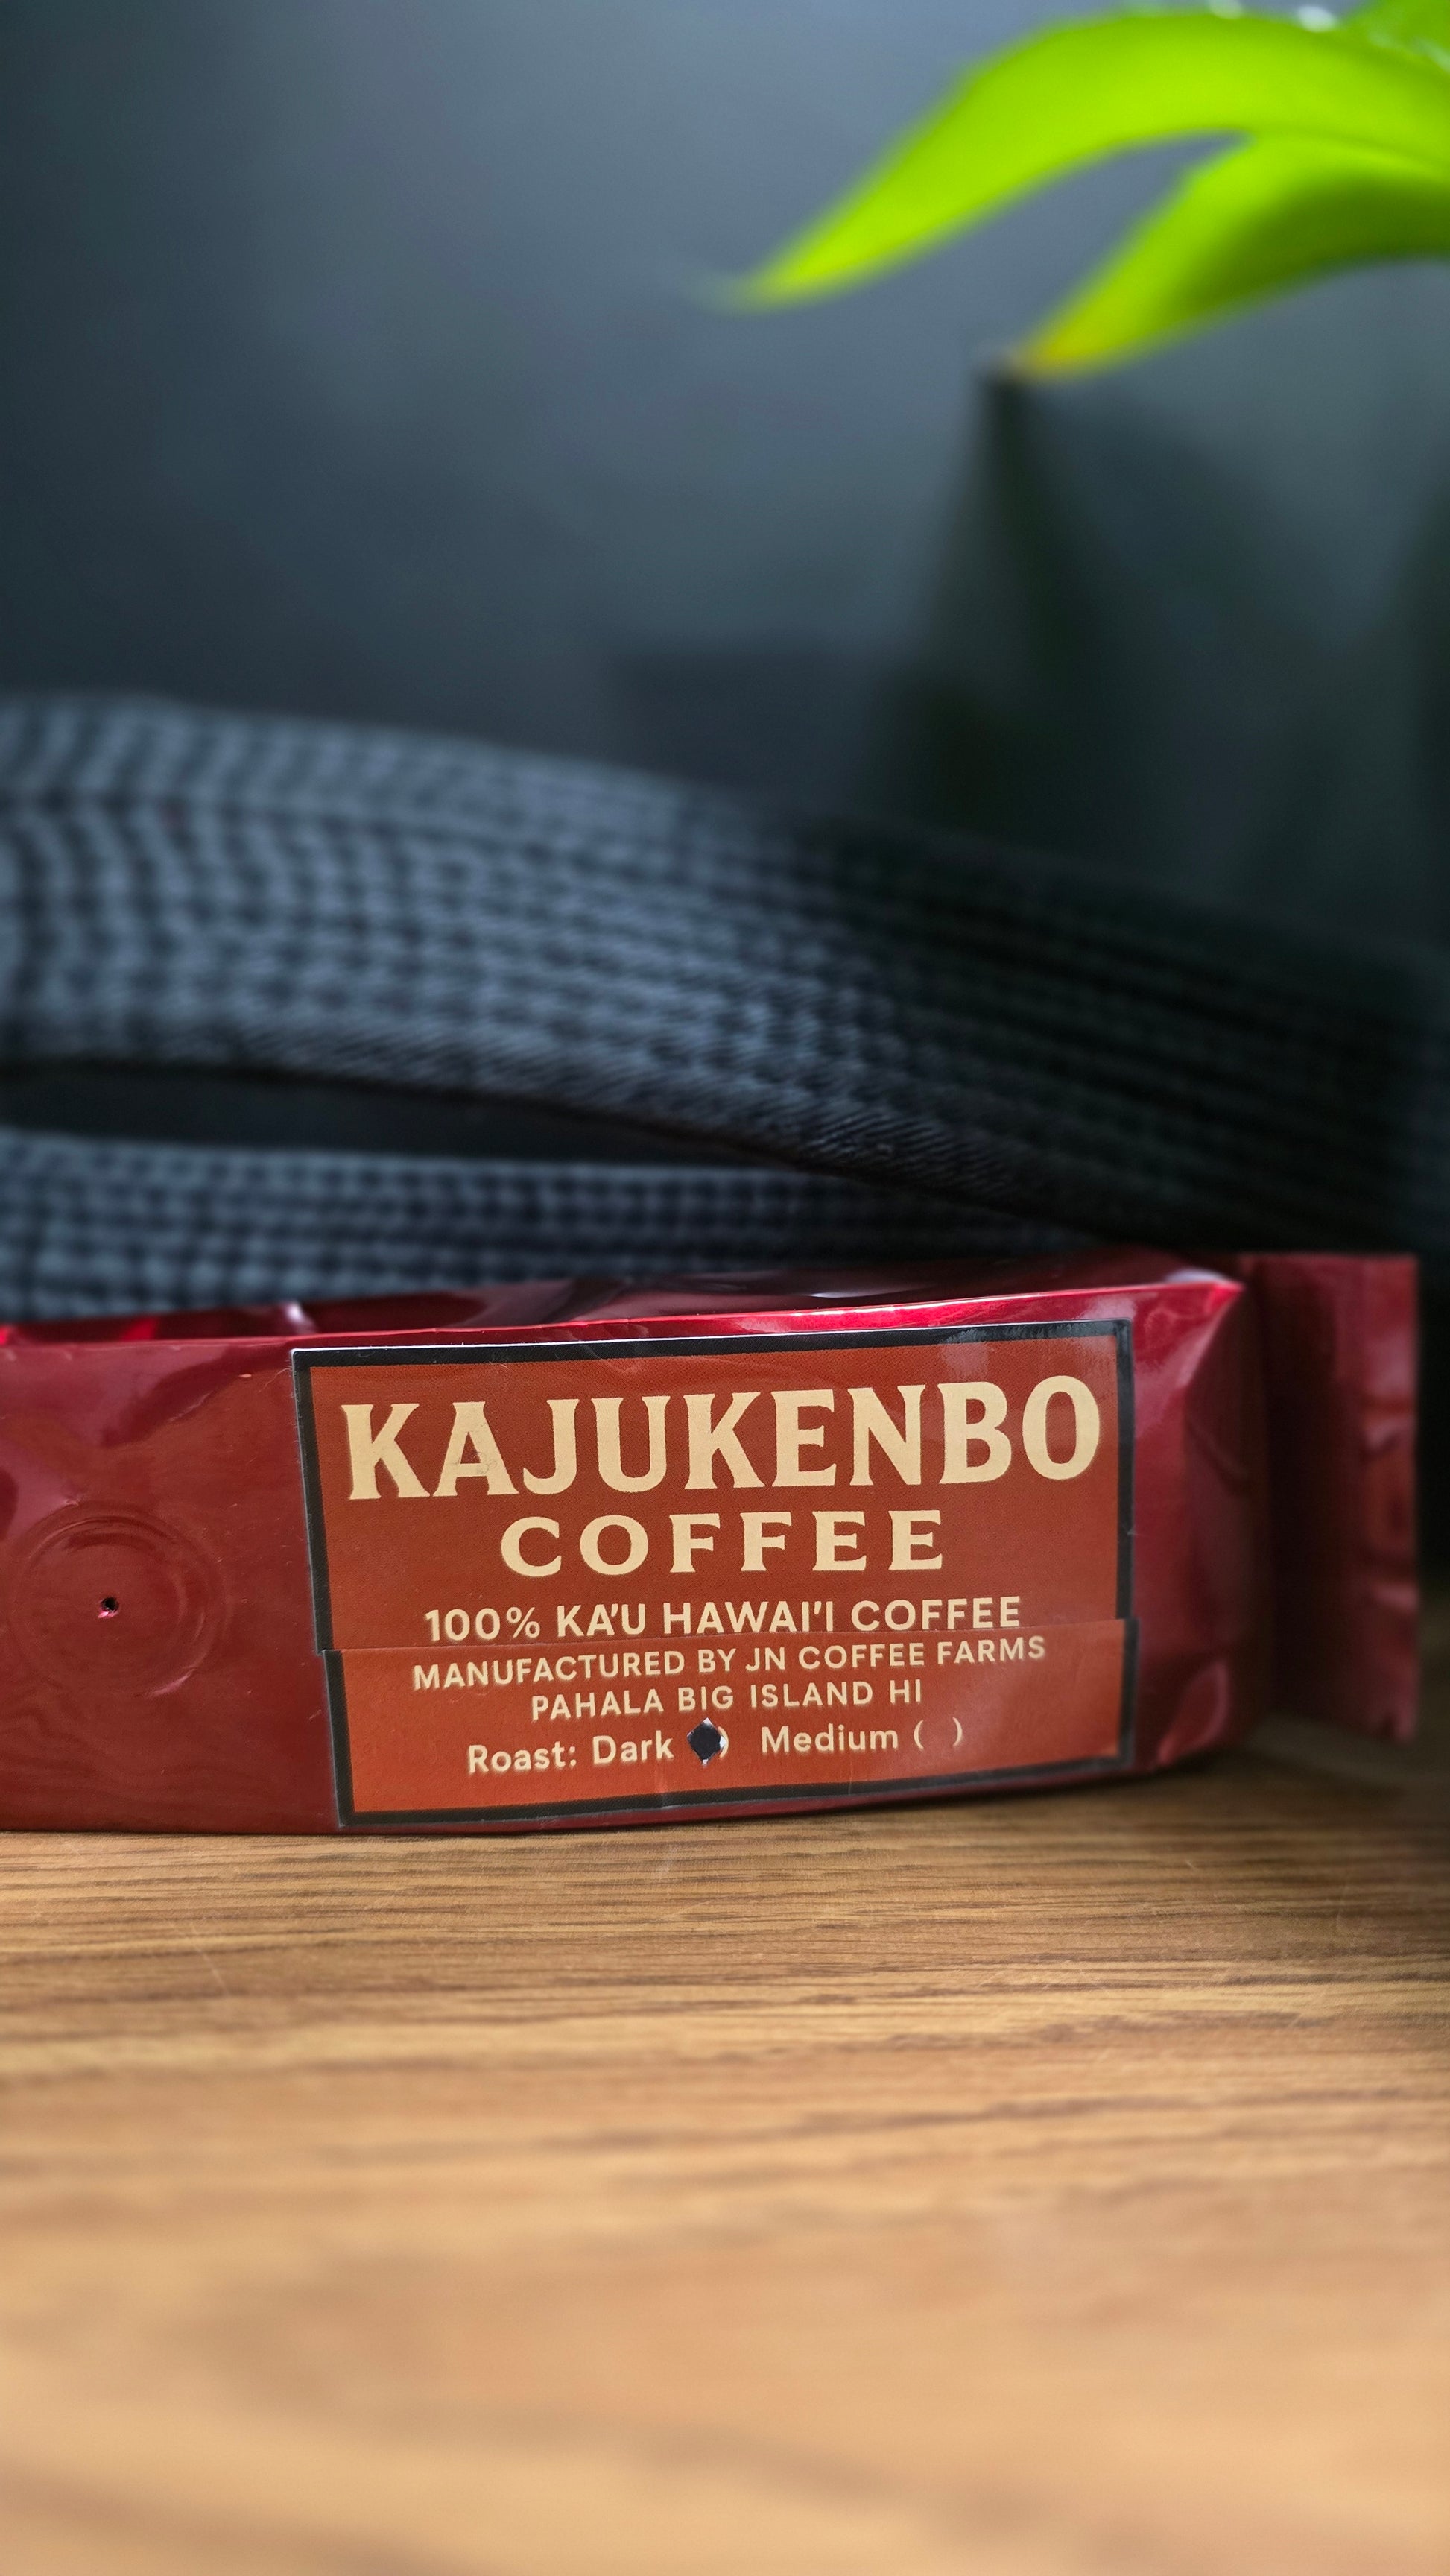 KAJUKENBO
COFFEE
100% KA'U HAWAI'I COFFEE
MANUFACTURED BY JN COFFEE FARMS
PAHALA BIG ISLAND HI
Roast: Dark ◆) Medium ( )